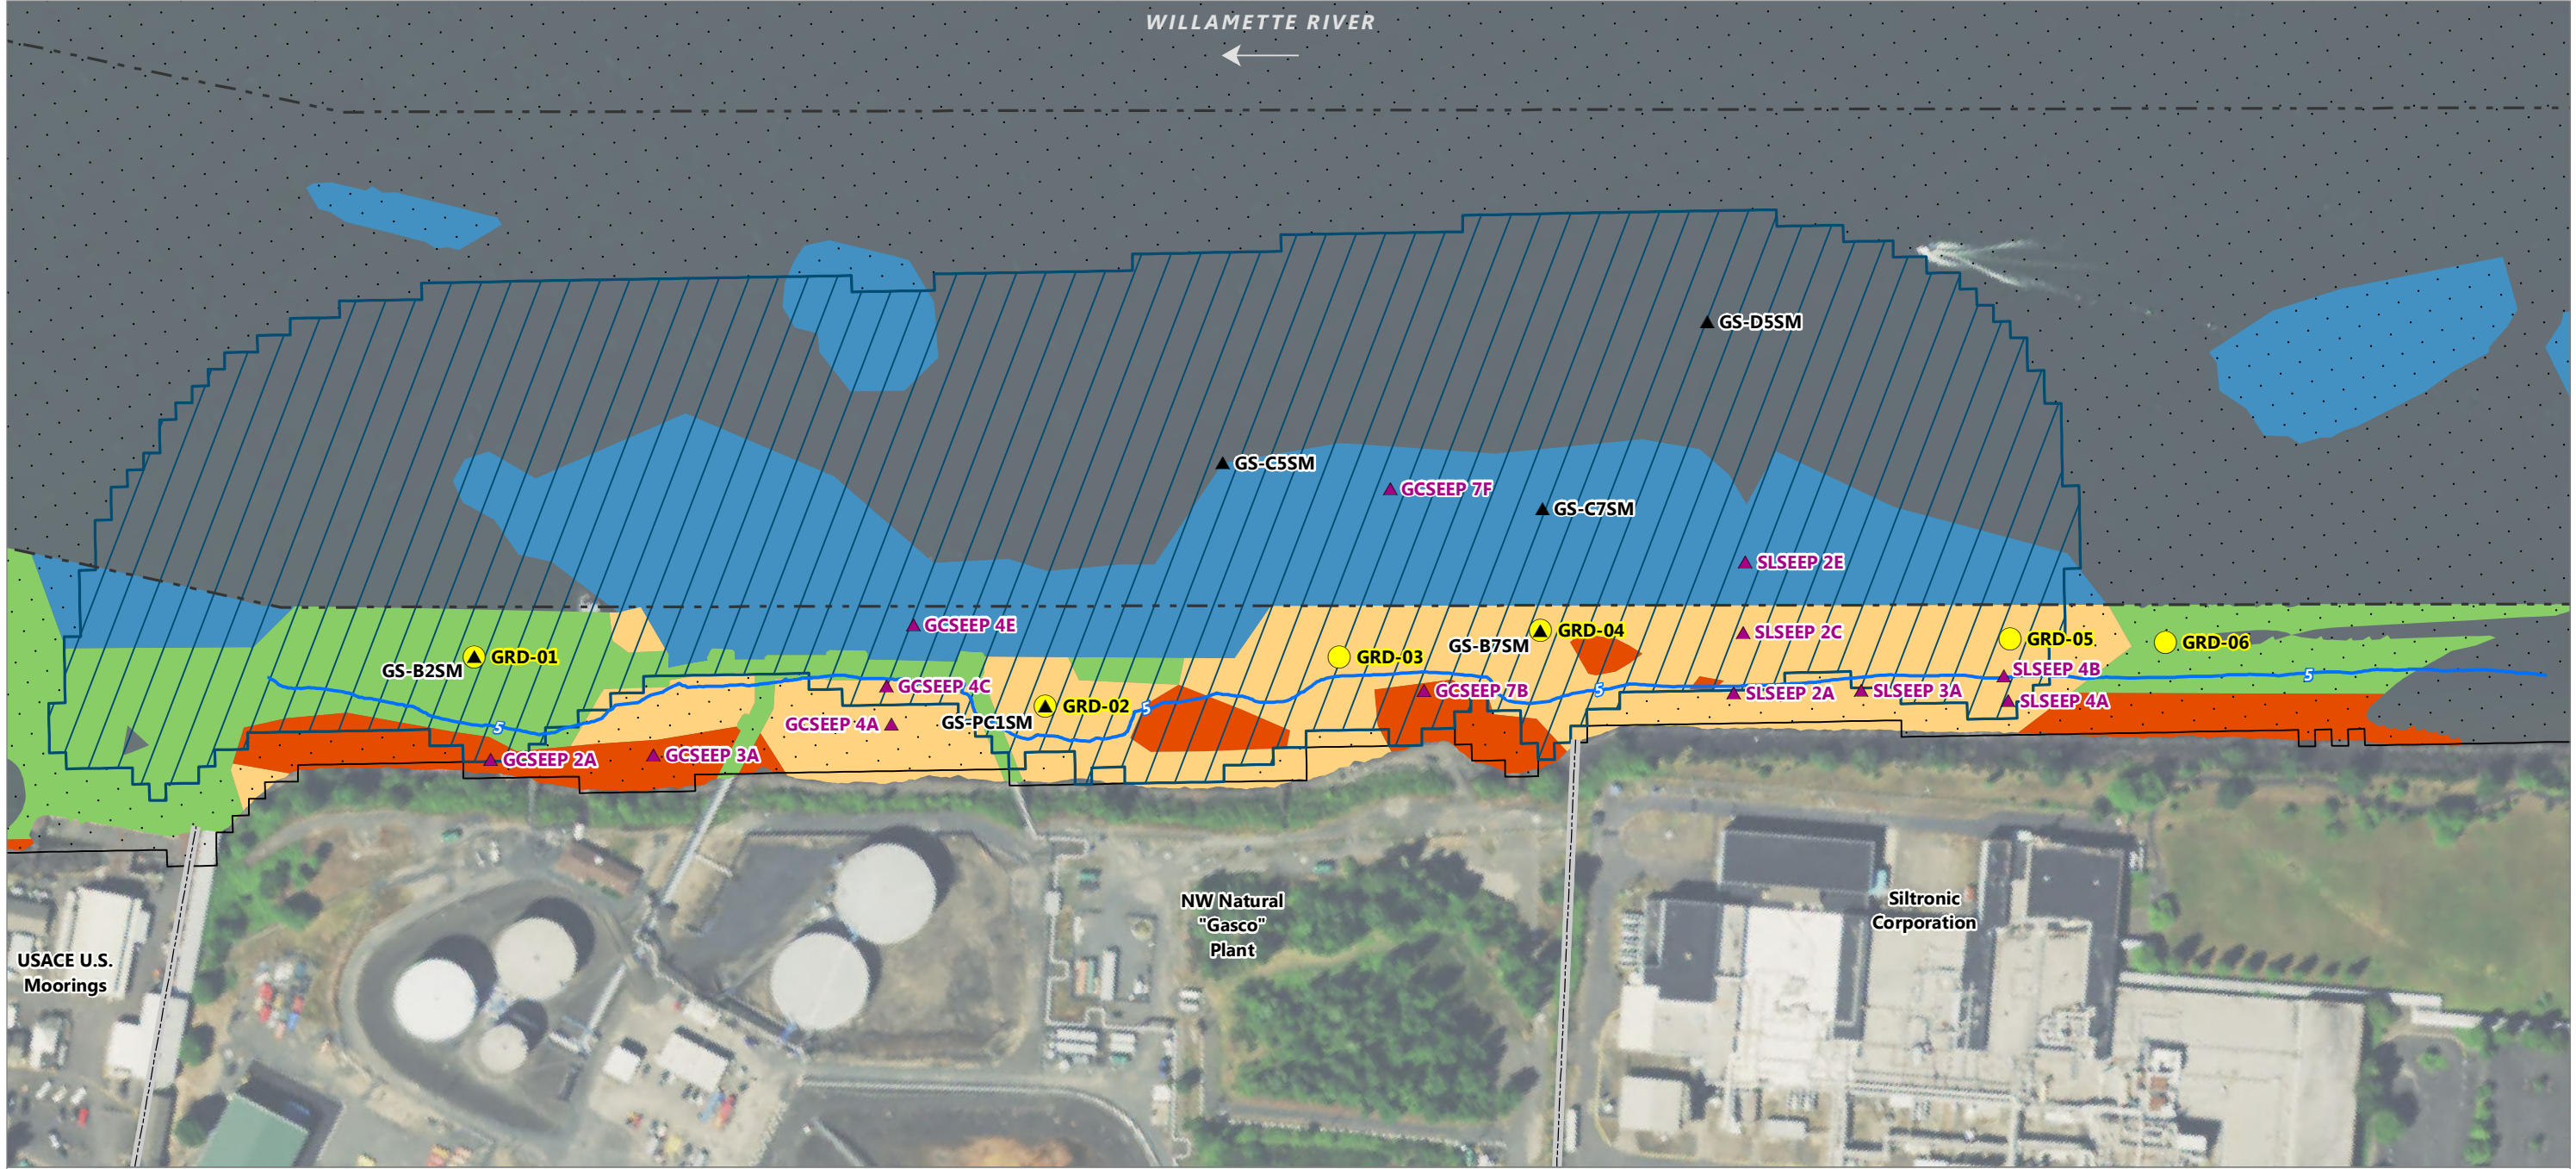 WILLAMETTE RIVER
GS-D5SM
GS-C5SM
GCSEEP 7F
GS-C7SM
SLSEEP 2E
GCSEEP 4E
GRD-04
SLSEEP 2C
GRD-05
GRD-06
GS-B7SM
GRD-01
GRD-03
GS-B2SM
SLSEEP 4B
5
GCSEEP 4C
GCSEEP 7B
5
SLSEEP 2A
SLSEEP 3A
SLSEEP 4A
GRD-02
5
GCSEEP 4A
GS-PC1SM
5
GCSEEP 2A
GCSEEP 3A
NW Natural
"Gasco"
Plant
Siltronic
Corporation
USACE U.S.
Moorings